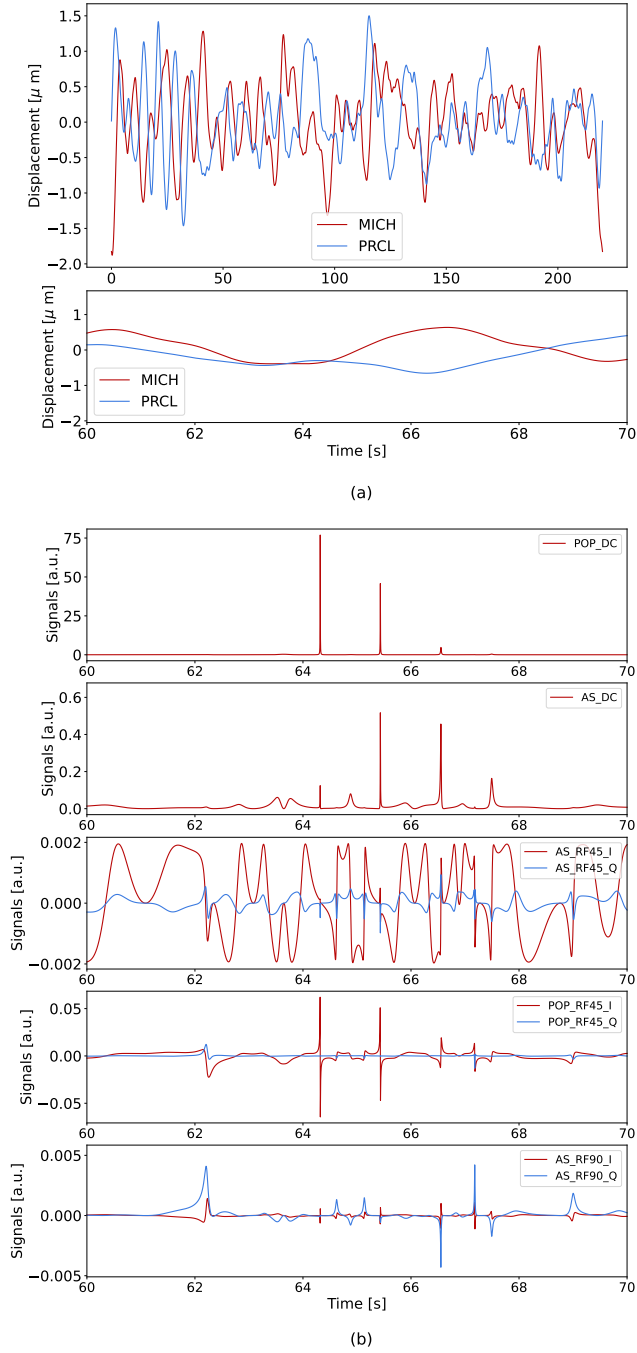 1.5
1.0
0.5
0.0
−0.5
−1.0
−1.5
−2.0
Displacement [μ m]
MICH
PRCL
0 50 100 150 200
1
0
−1
−2
Displacement [μ m]
MICH
PRCL
60 62 64 66 68 70
Time [s]
(a)
75
50
25
0
Signals [a.u.]
POP_DC
60 62 64 66 68 70
0.6
0.4
0.2
0.0
Signals [a.u.]
AS_DC
60 62 64 66 68 70
0.002
0.000
−0.002
Signals [a.u.]
AS_RF45_I
AS_RF45_Q
60 62 64 66 68 70
0.05
0.00
−0.05
Signals [a.u.]
POP_RF45_I
POP_RF45_Q
60 62 64 66 68 70
0.005
0.000
−0.005
Signals [a.u.]
AS_RF90_I
AS_RF90_Q
60 62 64 66 68 70
Time [s]
(b)